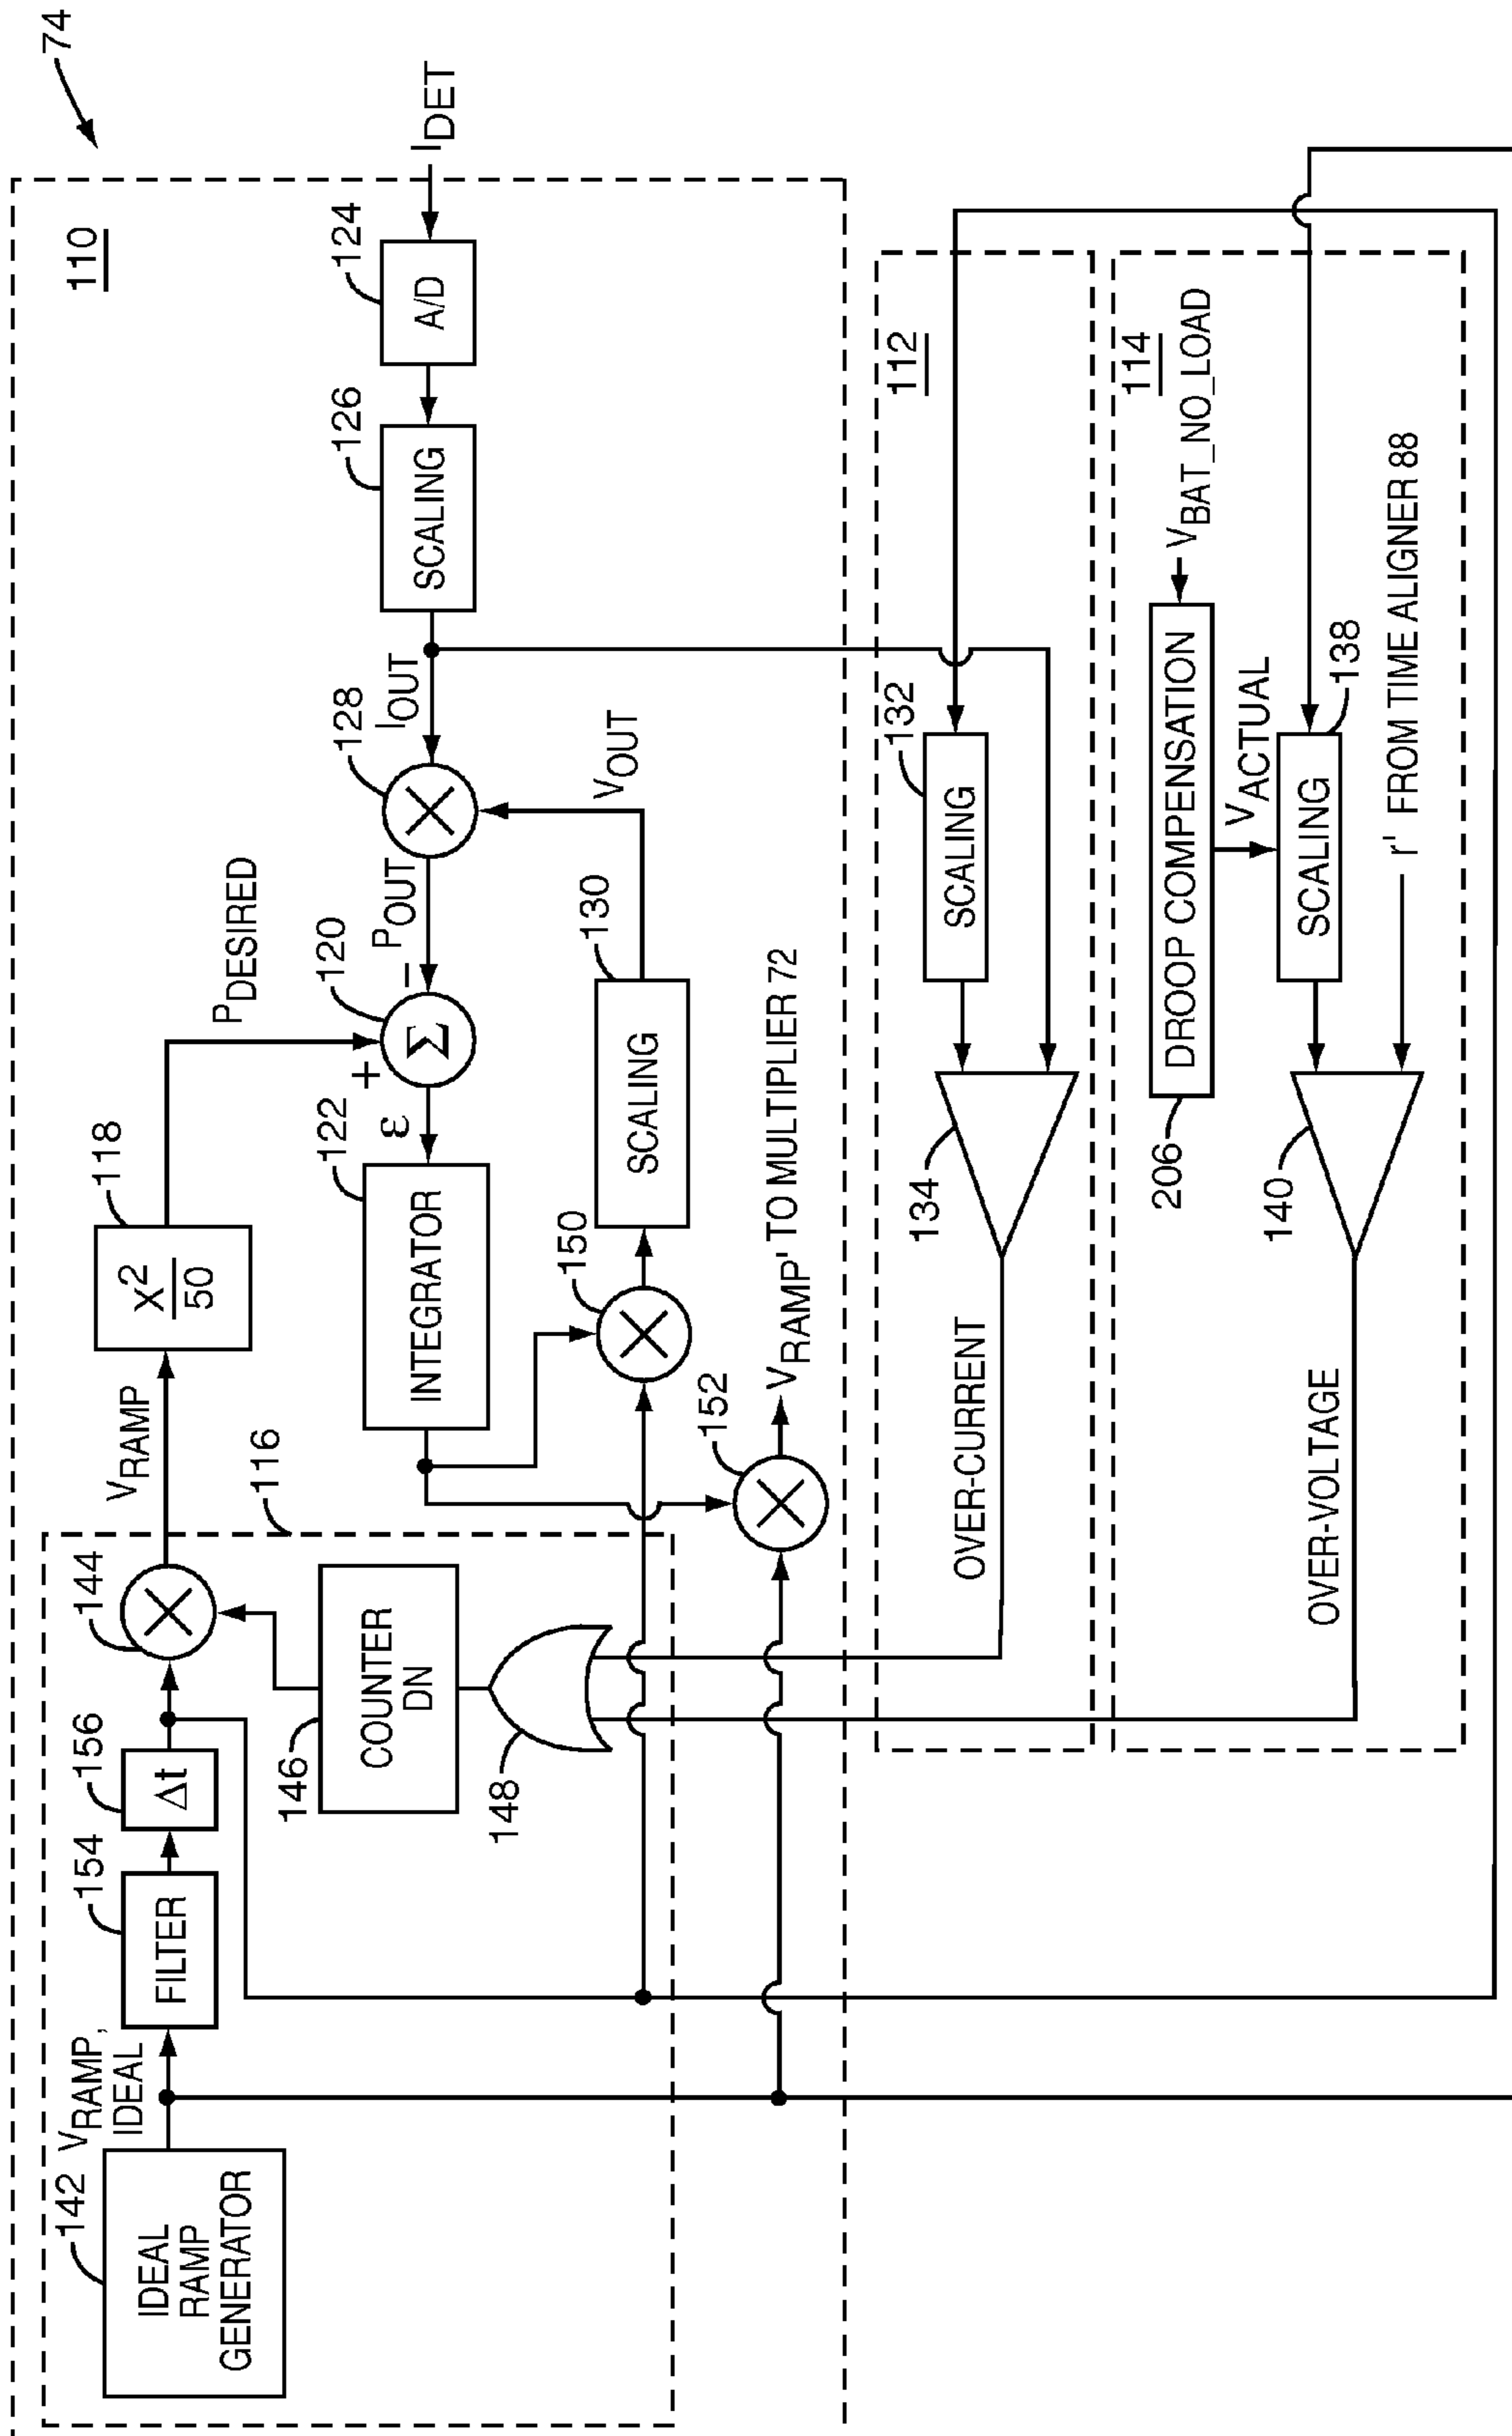 74
110
142
IDEAL
RAMP
GENERATOR
V_RAMP,
IDEAL
154
FILTER
156
Δt
144
V_RAMP
118
X²
50
P_DESIRED
116
146
COUNTER
DN
148
122
INTEGRATOR
ε
+
120
Σ
−
P_OUT
128
I_OUT
126
SCALING
124
A/D
I_DET
150
130
SCALING
V_OUT
152
V_RAMP' TO MULTIPLIER 72
112
OVER-CURRENT
134
132
SCALING
114
OVER-VOLTAGE
140
206
DROOP COMPENSATION
V_BAT_NO_LOAD
V_ACTUAL
SCALING
138
r' FROM TIME ALIGNER 88